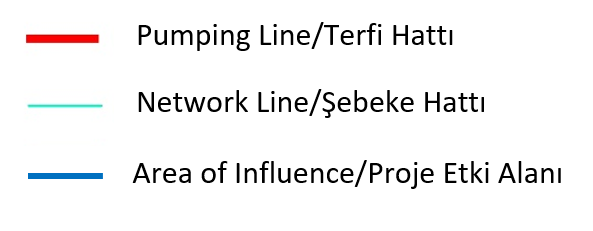 Pumping Line/Terfi Hattı
Network Line/Şebeke Hattı
Area of Influence/Proje Etki Alanı